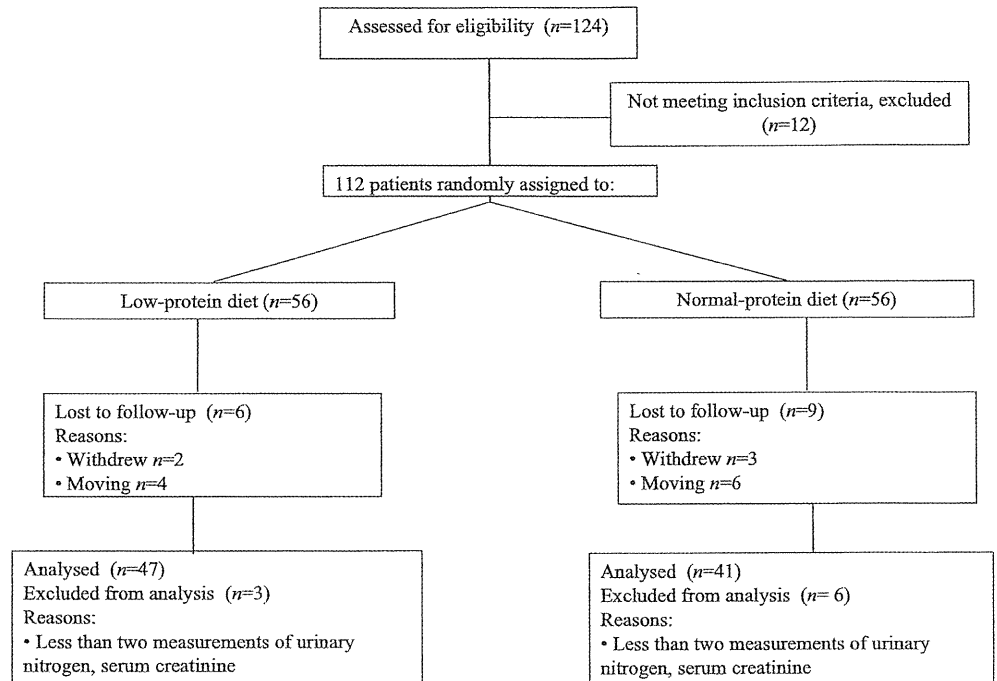 Assessed for eligibility (n=124)
Not meeting inclusion criteria, excluded
(n=12)
112 patients randomly assigned to:
Low-protein diet (n=56)
Normal-protein diet (n=56)
Lost to follow-up (n=6)
Reasons:
• Withdrew n=2
• Moving n=4
Lost to follow-up (n=9)
Reasons:
• Withdrew n=3
• Moving n=6
Analysed (n=47)
Excluded from analysis (n=3)
Reasons:
• Less than two measurements of urinary
nitrogen, serum creatinine
Analysed (n=41)
Excluded from analysis (n= 6)
Reasons:
• Less than two measurements of urinary
nitrogen, serum creatinine